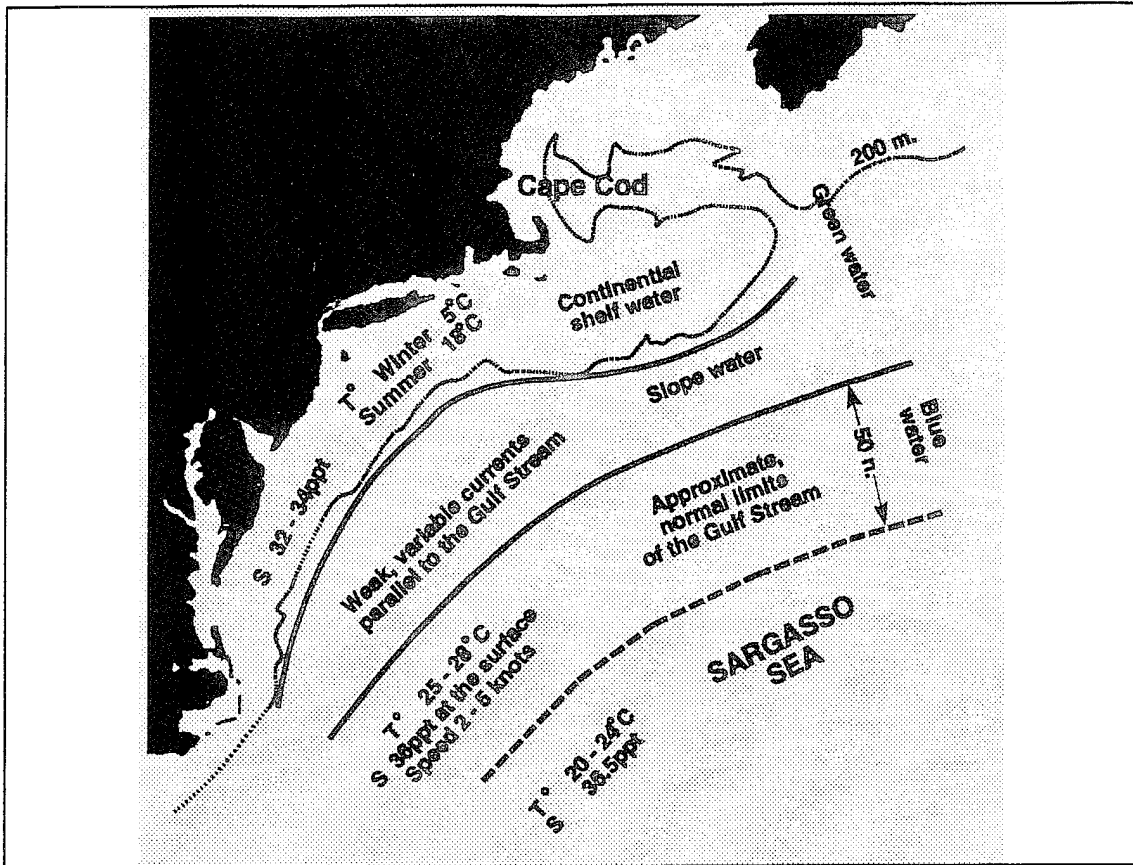 200 m.
Cape Cod
Green water
Continential
shelf water
T° Winter 5°C
Summer 18°C
Slope water
Blue
water
50 n.
S 32 - 34ppt
Weak, variable currents
parallel to the Gulf Stream
Approximate,
normal limits
of the Gulf Stream
SARGASSO
SEA
T° 25 - 28°C
S 36ppt at the surface
Speed 2 - 5 knots
T° 20 - 24°C
S 36.5ppt